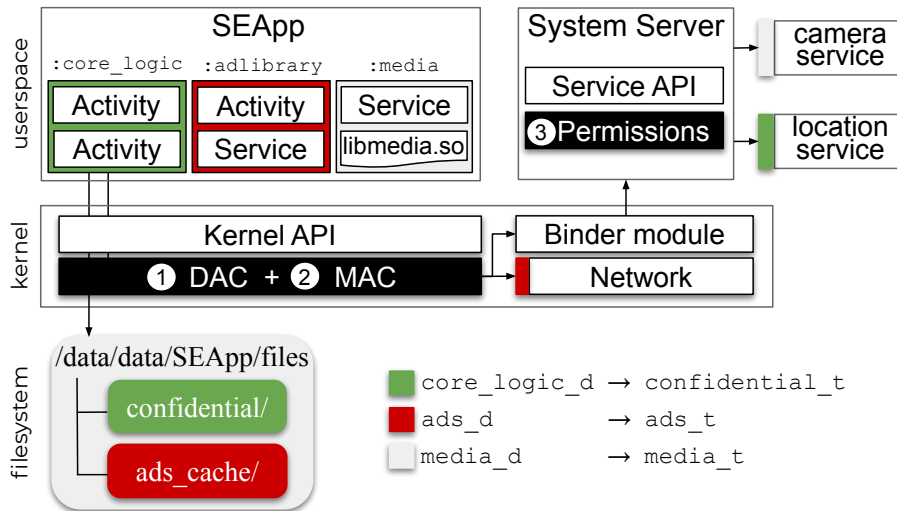 userspace
SEApp
:core_logic
:adlibrary
:media
Activity
Activity
Activity
Service
Service
libmedia.so
System Server
Service API
3 Permissions
camera
service
location
service
kernel
Kernel API
1 DAC + 2 MAC
Binder module
Network
filesystem
/data/data/SEApp/files
confidential/
ads_cache/
core_logic_d → confidential_t
ads_d → ads_t
media_d → media_t